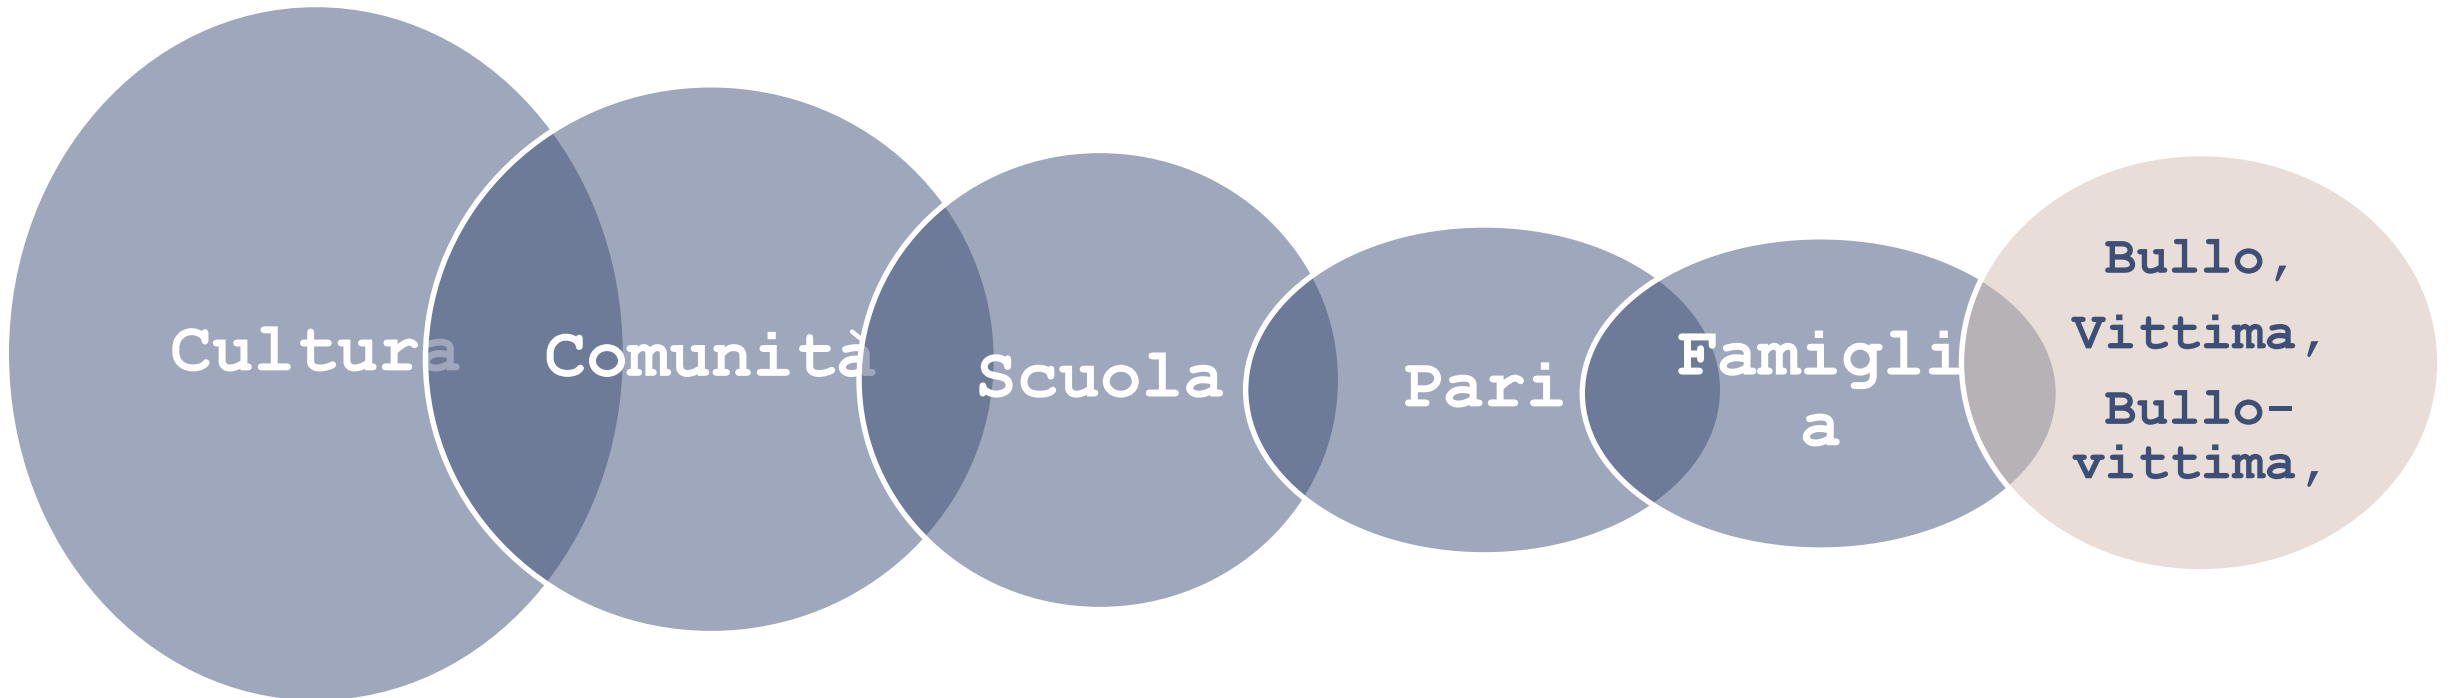 Cultura
Comunità
Scuola
Pari
Famigli
a
Bullo,
Vittima,
Bullo-
vittima,